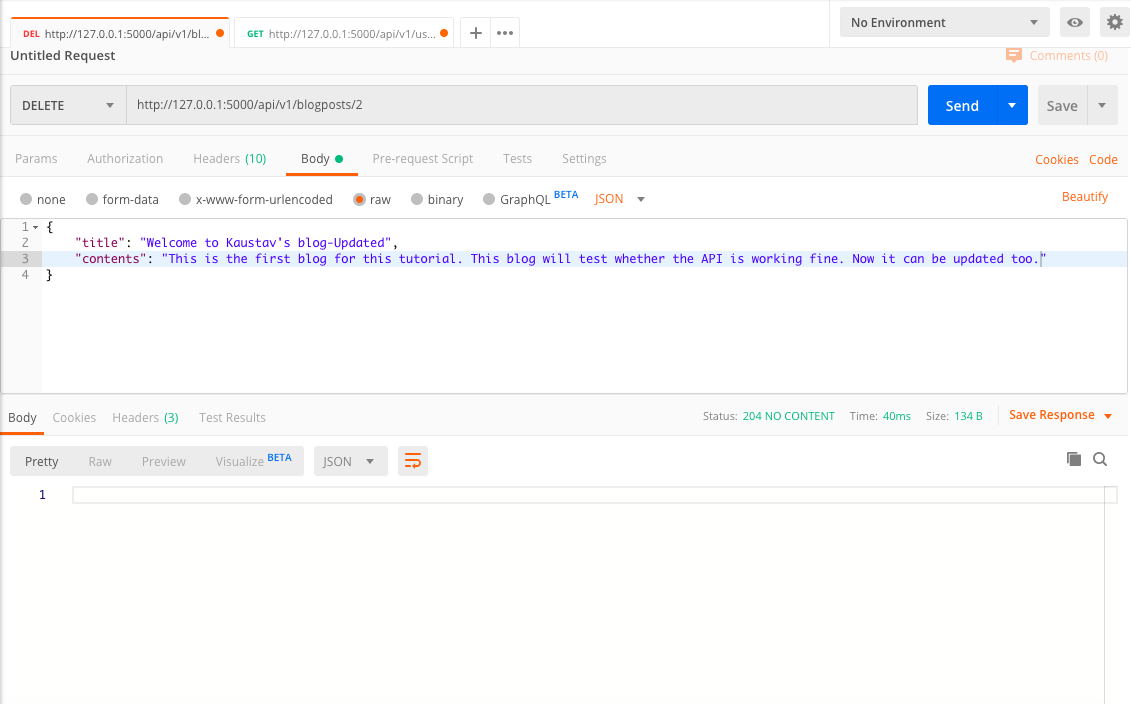 DEL http://127.0.0.1:5000/api/v1/bl... GET http://127.0.0.1:5000/api/v1/us... + ••• No Environment
Untitled Request Comments (0)
DELETE http://127.0.0.1:5000/api/v1/blogposts/2 Send Save
Params Authorization Headers (10) Body Pre-request Script Tests Settings Cookies Code
none form-data x-www-form-urlencoded raw binary GraphQL BETA JSON Beautify
1 {
2 "title": "Welcome to Kaustav's blog-Updated",
3 "contents": "This is the first blog for this tutorial. This blog will test whether the API is working fine. Now it can be updated too."
4 }
Body Cookies Headers (3) Test Results Status: 204 NO CONTENT Time: 40ms Size: 134 B Save Response
Pretty Raw Preview Visualize BETA JSON
1